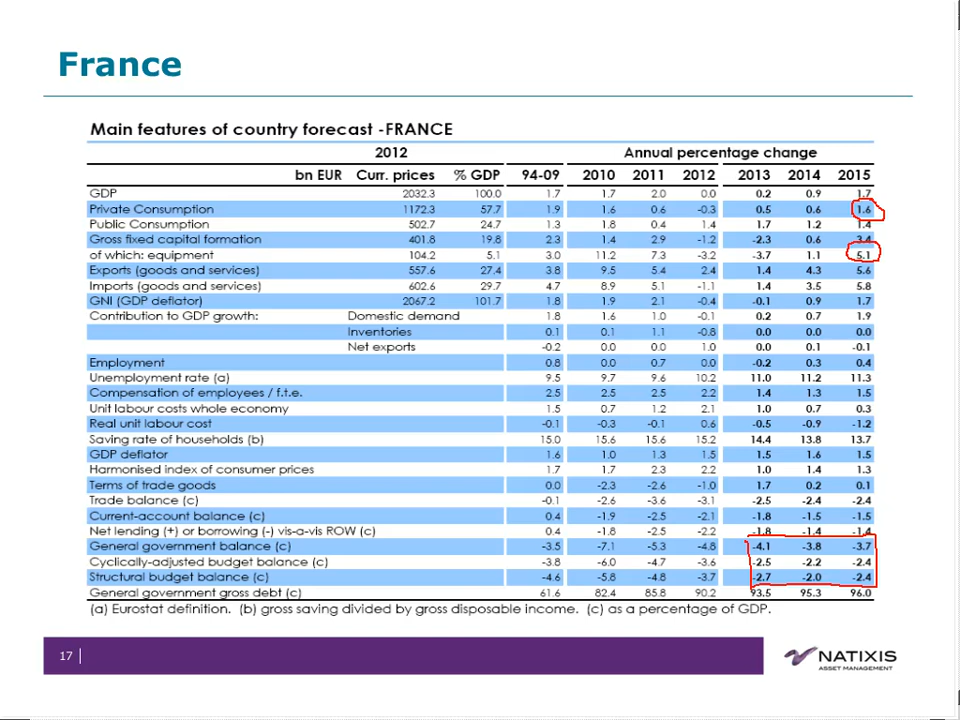 France
Main features of country forecast -FRANCE
2012 Annual percentage change
bn EUR Curr. prices % GDP 94-09 2010 2011 2012 2013 2014 2015
GDP 2032.3 100.0 1.7 1.7 2.0 0.0 0.2 0.9 1.7
Private Consumption 1172.3 57.7 1.9 1.6 0.6 -0.3 0.5 0.6 1.6
Public Consumption 502.7 24.7 1.3 1.8 0.4 1.4 1.7 1.2 1.4
Gross fixed capital formation 401.8 19.8 2.3 1.4 2.9 -1.2 -2.3 0.6 3.4
of which: equipment 104.2 5.1 3.0 11.2 7.3 -3.2 -3.7 1.1 5.1
Exports (goods and services) 557.6 27.4 3.8 9.5 5.4 2.4 1.4 4.3 5.6
Imports (goods and services) 602.6 29.7 4.7 8.9 5.1 -1.1 1.4 3.5 5.8
GNI (GDP deflator) 2067.2 101.7 1.8 1.9 2.1 -0.4 -0.1 0.9 1.7
Contribution to GDP growth: Domestic demand 1.8 1.6 1.0 -0.1 0.2 0.7 1.9
Inventories 0.1 0.1 1.1 -0.8 0.0 0.0 0.0
Net exports -0.2 0.0 0.0 1.0 0.0 0.1 -0.1
Employment 0.8 0.0 0.7 0.0 -0.2 0.3 0.4
Unemployment rate (a) 9.5 9.7 9.6 10.2 11.0 11.2 11.3
Compensation of employees / f.t.e. 2.5 2.5 2.5 2.2 1.4 1.3 1.5
Unit labour costs whole economy 1.5 0.7 1.2 2.1 1.0 0.7 0.3
Real unit labour cost -0.1 -0.3 -0.1 0.6 -0.5 -0.9 -1.2
Saving rate of households (b) 15.0 15.6 15.6 15.2 14.4 13.8 13.7
GDP deflator 1.6 1.0 1.3 1.5 1.5 1.6 1.5
Harmonised index of consumer prices 1.7 1.7 2.3 2.2 1.0 1.4 1.3
Terms of trade goods 0.0 -2.3 -2.6 -1.0 1.7 0.2 0.1
Trade balance (c) -0.1 -2.6 -3.6 -3.1 -2.5 -2.4 -2.4
Current-account balance (c) 0.4 -1.9 -2.5 -2.1 -1.8 -1.5 -1.5
Net lending (+) or borrowing (-) vis-a-vis ROW (c) 0.4 -1.8 -2.5 -2.2 -1.8 -1.4 -1.4
General government balance (c) -3.5 -7.1 -5.3 -4.8 -4.1 -3.8 -3.7
Cyclically-adjusted budget balance (c) -3.8 -6.0 -4.7 -3.6 -2.5 -2.2 -2.4
Structural budget balance (c) -4.6 -5.8 -4.8 -3.7 -2.7 -2.0 -2.4
General government gross debt (c) 61.6 82.4 85.8 90.2 93.5 95.3 96.0
(a) Eurostat definition. (b) gross saving divided by gross disposable income. (c) as a percentage of GDP.
17
NATIXIS
ASSET MANAGEMENT